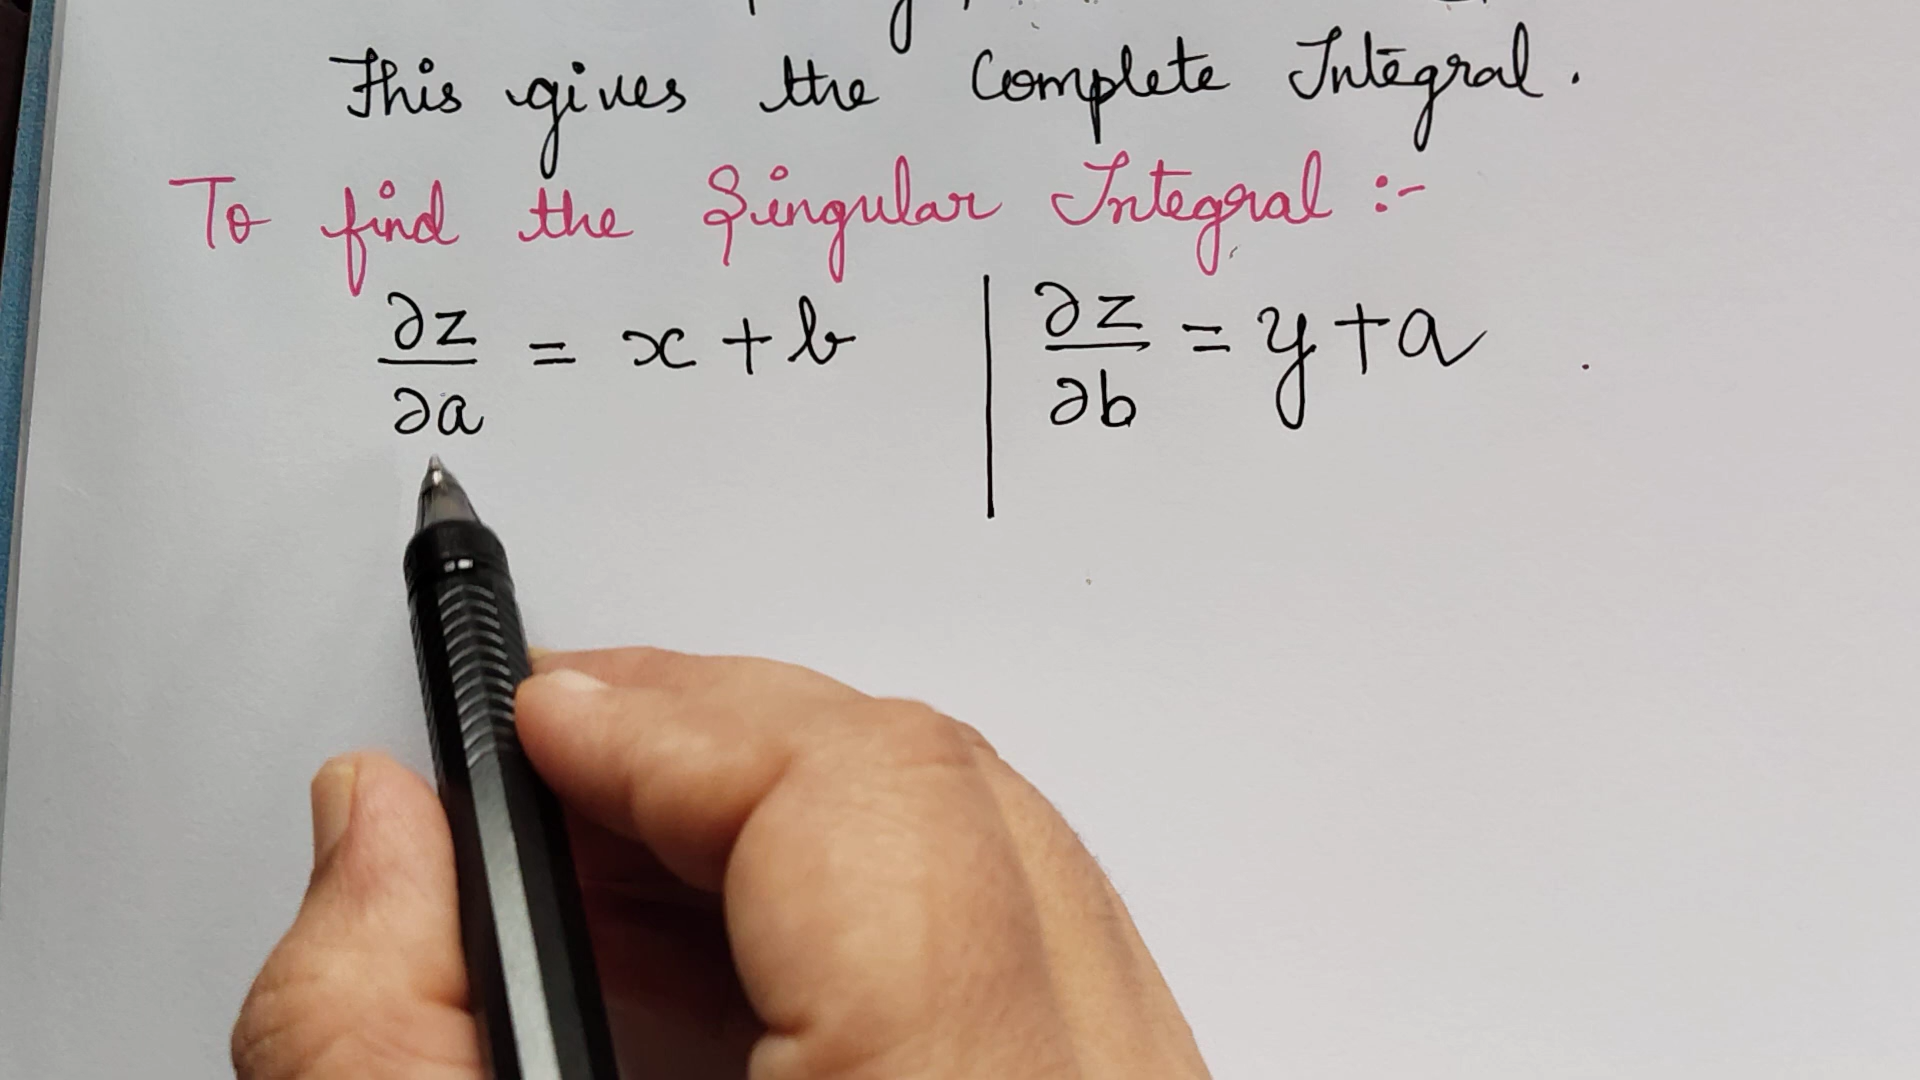 This gives the Complete Integral.
To find the Singular Integral :-
∂z/∂a = x + b | ∂z/∂b = y + a